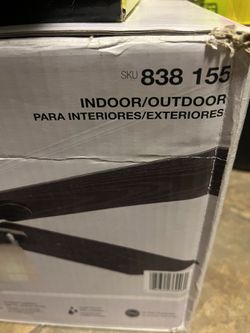 SKU 838 155
INDOOR/OUTDOOR
PARA INTERIORES/EXTERIORES